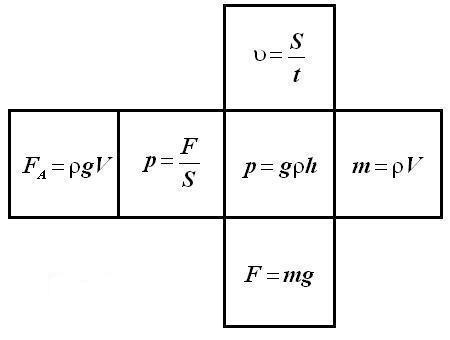 υ = S/t
F_A = ρgV
p = F/S
p = gρh
m = ρV
F = mg